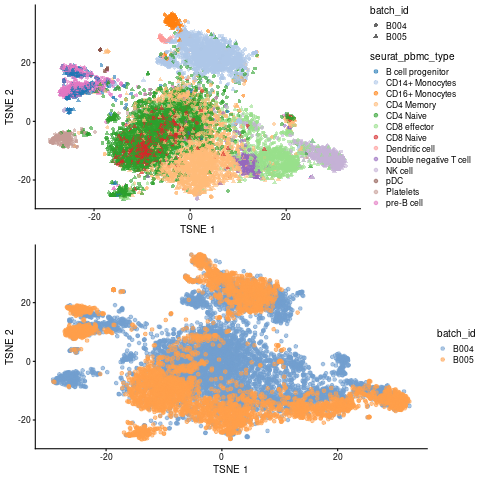 batch_id
B004
B005
seurat_pbmc_type
B cell progenitor
CD14+ Monocytes
CD16+ Monocytes
CD4 Memory
CD4 Naive
CD8 effector
CD8 Naive
Dendritic cell
Double negative T cell
NK cell
pDC
Platelets
pre-B cell
TSNE 2
20
0
-20
-20
0
20
TSNE 1
TSNE 2
20
0
-20
-20
0
20
TSNE 1
batch_id
B004
B005